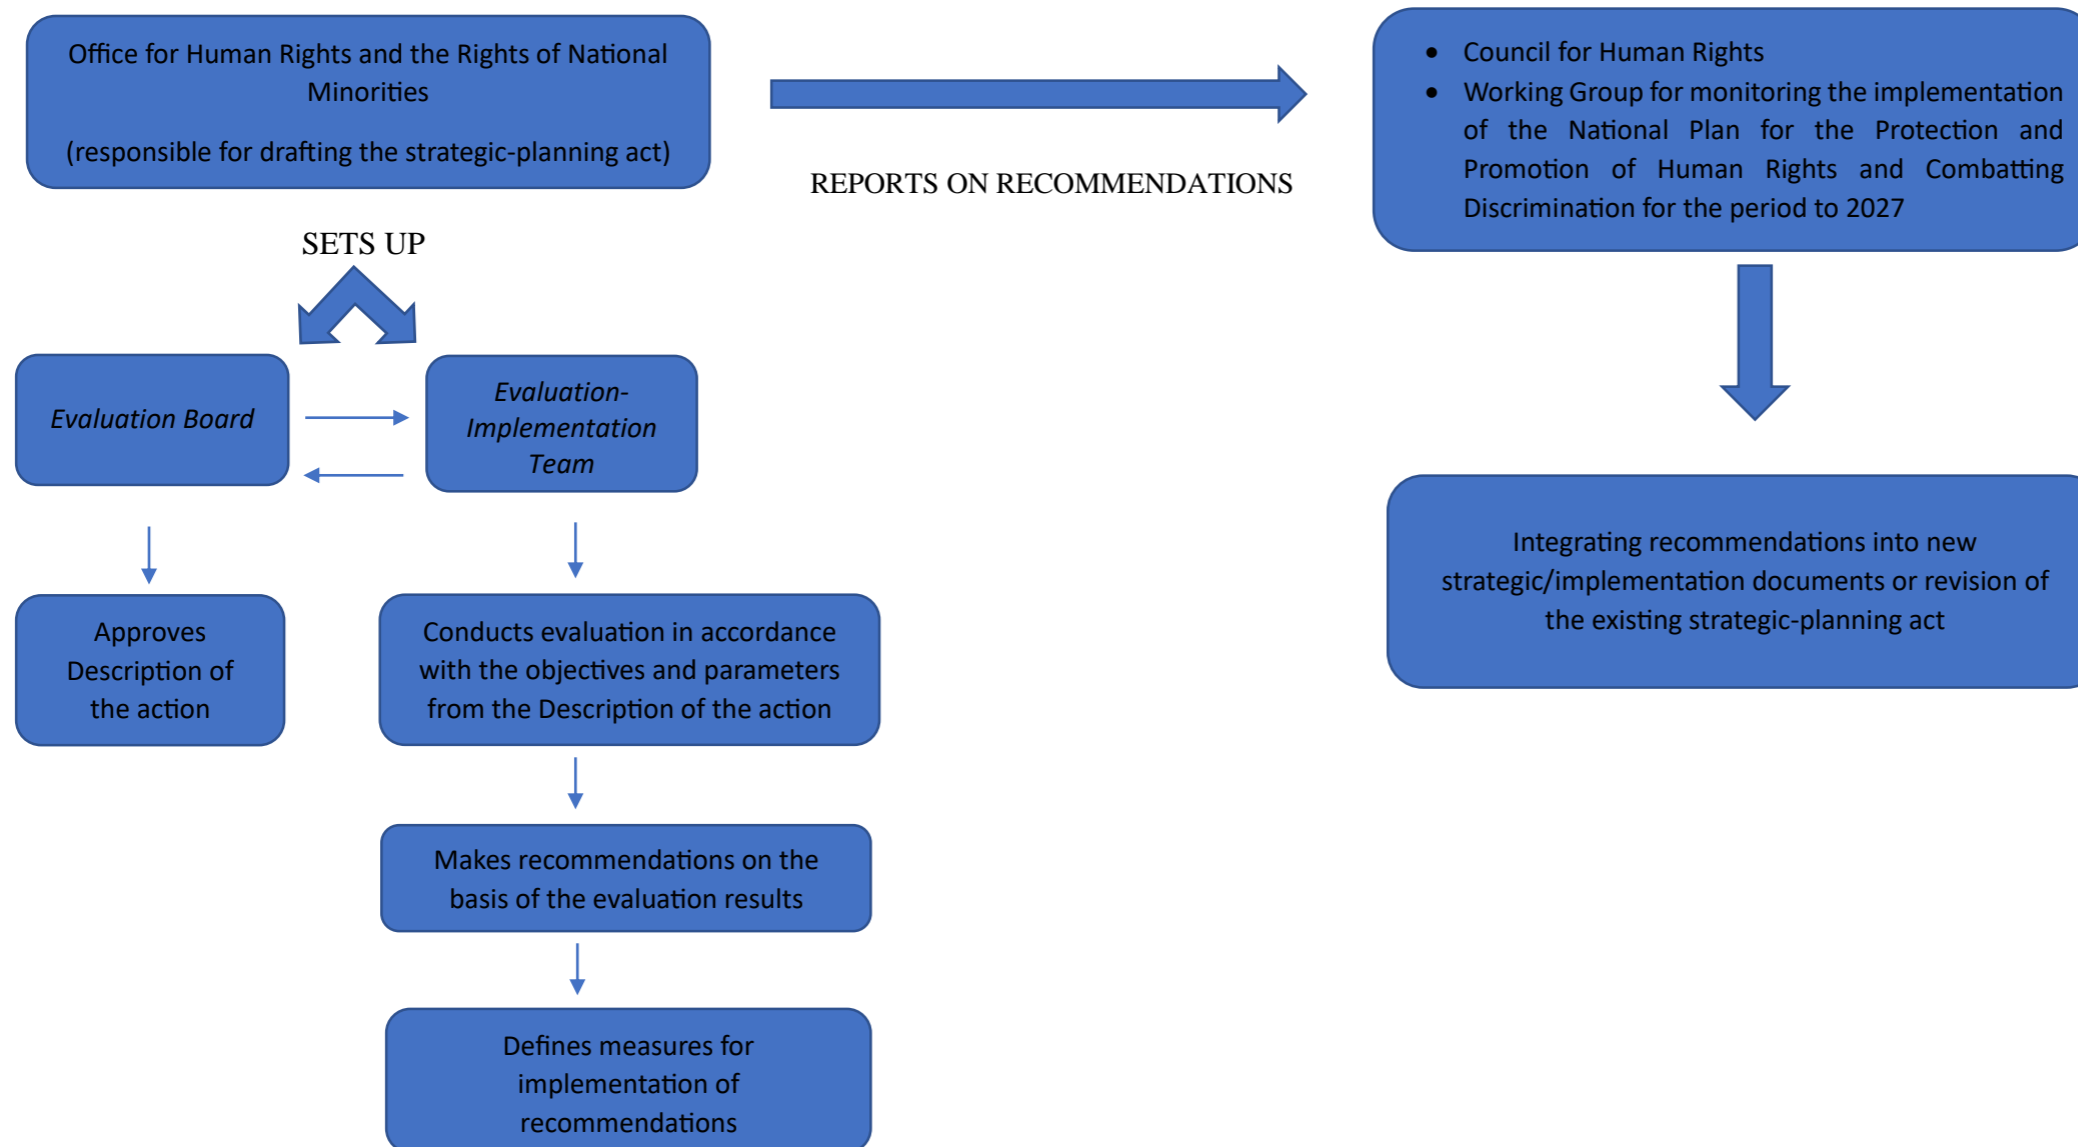 Office for Human Rights and the Rights of National
Minorities
(responsible for drafting the strategic-planning act)
REPORTS ON RECOMMENDATIONS
• Council for Human Rights
• Working Group for monitoring the implementation
of the National Plan for the Protection and
Promotion of Human Rights and Combatting
Discrimination for the period to 2027
SETS UP
Evaluation Board
Evaluation-
Implementation
Team
Integrating recommendations into new
strategic/implementation documents or revision of
the existing strategic-planning act
Approves
Description of
the action
Conducts evaluation in accordance
with the objectives and parameters
from the Description of the action
Makes recommendations on the
basis of the evaluation results
Defines measures for
implementation of
recommendations